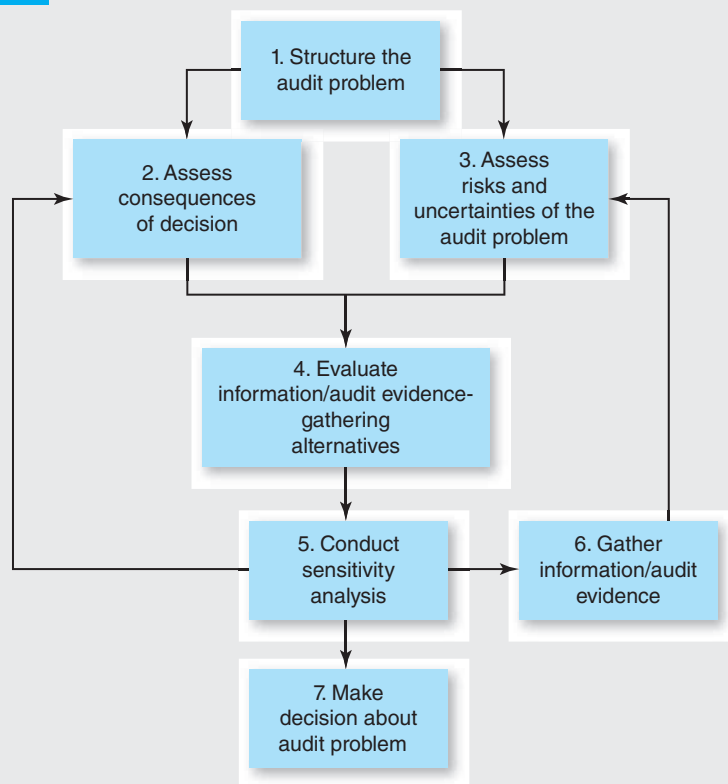 1. Structure the
audit problem
2. Assess
consequences
of decision
3. Assess
risks and
uncertainties of the
audit problem
4. Evaluate
information/audit evidence-
gathering
alternatives
5. Conduct
sensitivity
analysis
6. Gather
information/audit
evidence
7. Make
decision about
audit problem